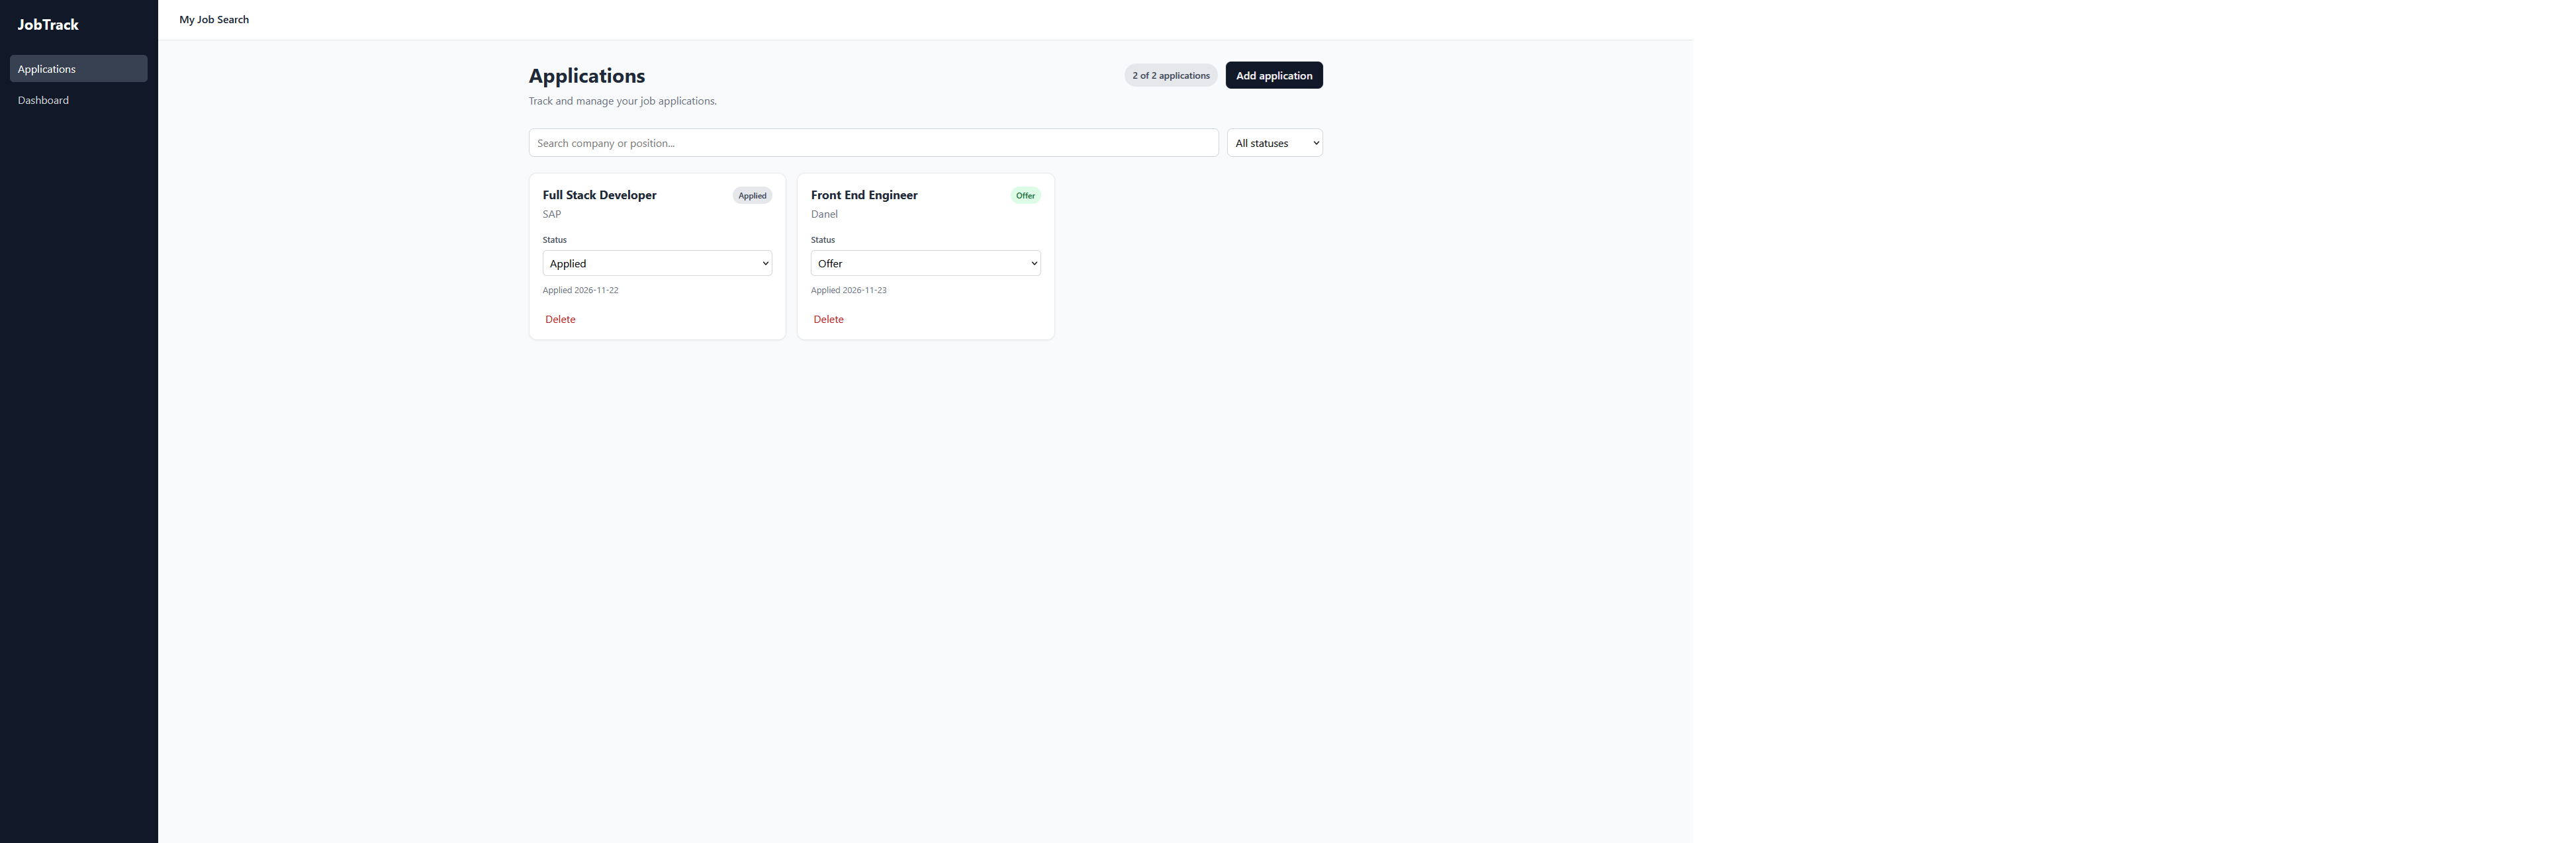 JobTrack
Applications
Dashboard
My Job Search
Applications
Track and manage your job applications.
2 of 2 applications
Add application
Search company or position...
All statuses
Full Stack Developer
Applied
SAP
Status
Applied
Applied 2026-11-22
Delete
Front End Engineer
Offer
Danel
Status
Offer
Applied 2026-11-23
Delete